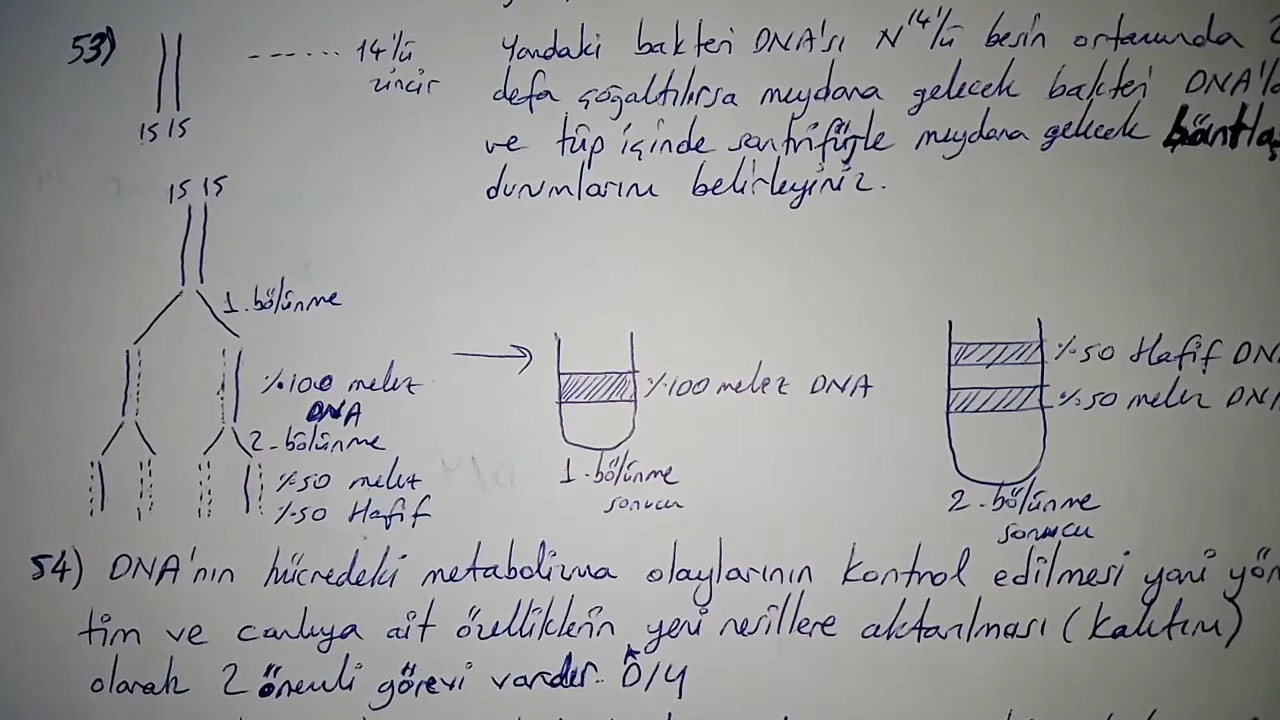 53)
14'lü
zincir
15 15
Yandaki bakteri DNA'sı N14'lü besin ortamında 2
defa çoğaltılırsa meydana gelecek bakteri DNA'la
ve tüp içinde santrifüjle meydana gelecek bantla
durumlarını belirleyiniz.
15 15
1. bölünme
%100 melez
DNA
2. bölünme
%50 melez
%50 Hafif
%100 melez DNA
1. bölünme
sonucu
%50 Hafif DN
%50 melez DN
2. bölünme
sonucu
54) DNA'nın hücredeki metabolizma olaylarının kontrol edilmesi yani yön
tim ve canlıya ait özelliklerin yeni nesillere aktarılması (kalıtım)
olarak 2 önemli görevi vardır. D/Y